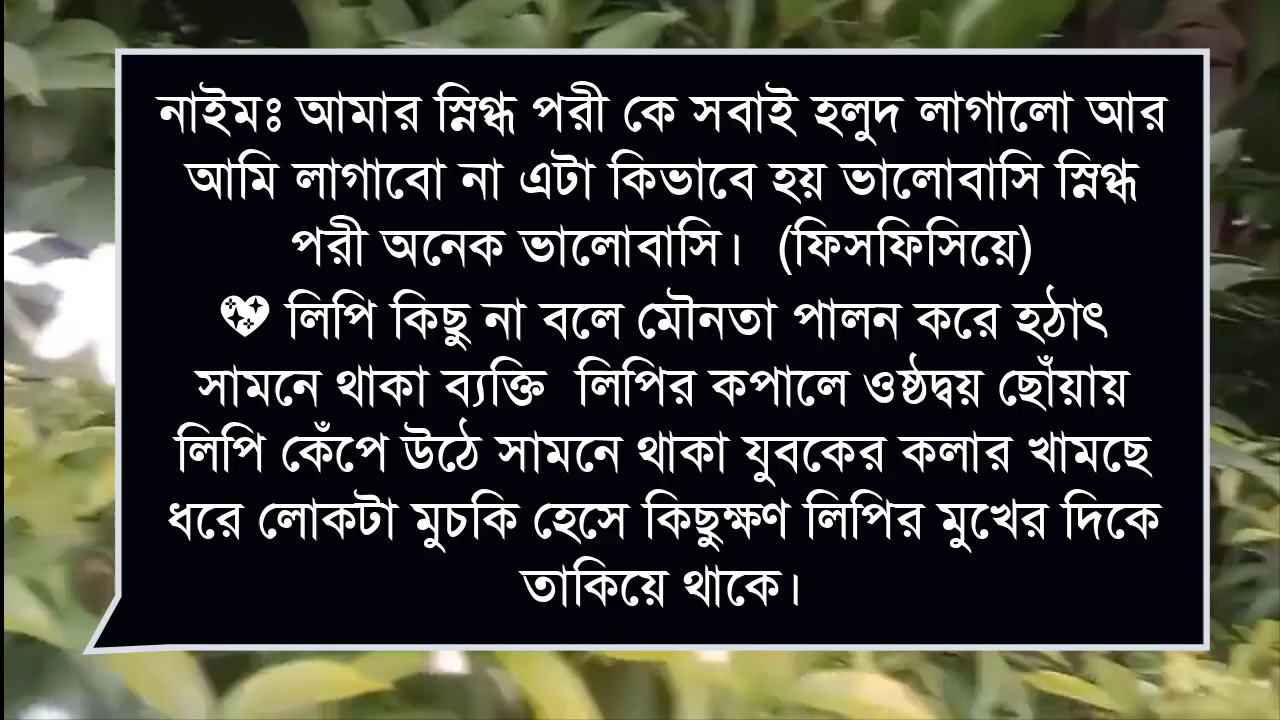 নাইমঃ আমার স্নিগ্ধ পরী কে সবাই হলুদ লাগালো আর
আমি লাগাবো না এটা কিভাবে হয় ভালোবাসি স্নিগ্ধ
পরী অনেক ভালোবাসি। (ফিসফিসিয়ে)
💖 লিপি কিছু না বলে মৌনতা পালন করে হঠাৎ
সামনে থাকা ব্যক্তি লিপির কপালে ওষ্ঠদ্বয় ছোঁয়ায়
লিপি কেঁপে উঠে সামনে থাকা যুবকের কলার খামছে
ধরে লোকটা মুচকি হেসে কিছুক্ষণ লিপির মুখের দিকে
তাকিয়ে থাকে।